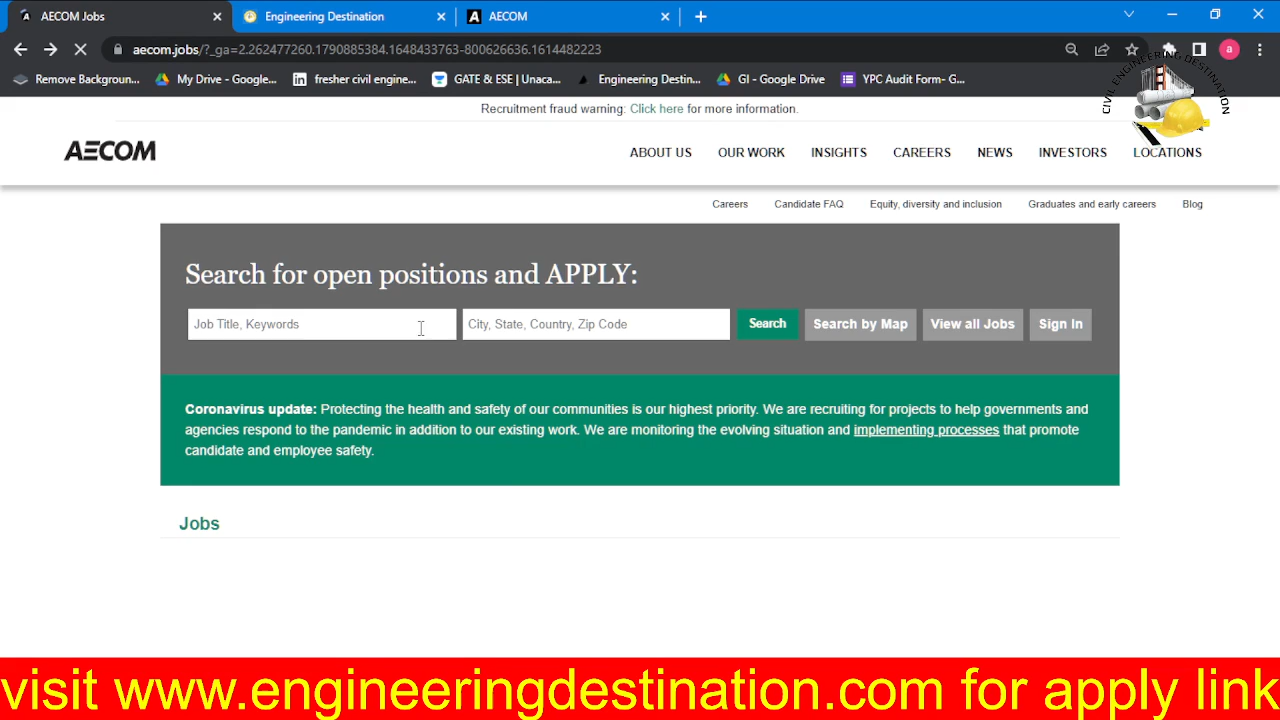 AECOM Jobs
Engineering Destination
AECOM
aecom.jobs/?_ga=2.262477260.1790885384.1648433763-800626636.1614482223
a
Remove Backgroun...
My Drive - Google...
fresher civil engine...
GATE & ESE | Unaca...
Engineering Destin...
GI - Google Drive
YPC Audit Form- G...
CIVIL ENGINEERING DESTINATION
Recruitment fraud warning: Click here for more information.
AECOM
ABOUT US
OUR WORK
INSIGHTS
CAREERS
NEWS
INVESTORS
LOCATIONS
Careers
Candidate FAQ
Equity, diversity and inclusion
Graduates and early careers
Blog
Search for open positions and APPLY:
Job Title, Keywords
City, State, Country, Zip Code
Search
Search by Map
View all Jobs
Sign In
Coronavirus update: Protecting the health and safety of our communities is our highest priority. We are recruiting for projects to help governments and
agencies respond to the pandemic in addition to our existing work. We are monitoring the evolving situation and implementing processes that promote
candidate and employee safety.
Jobs
visit www.engineeringdestination.com for apply link